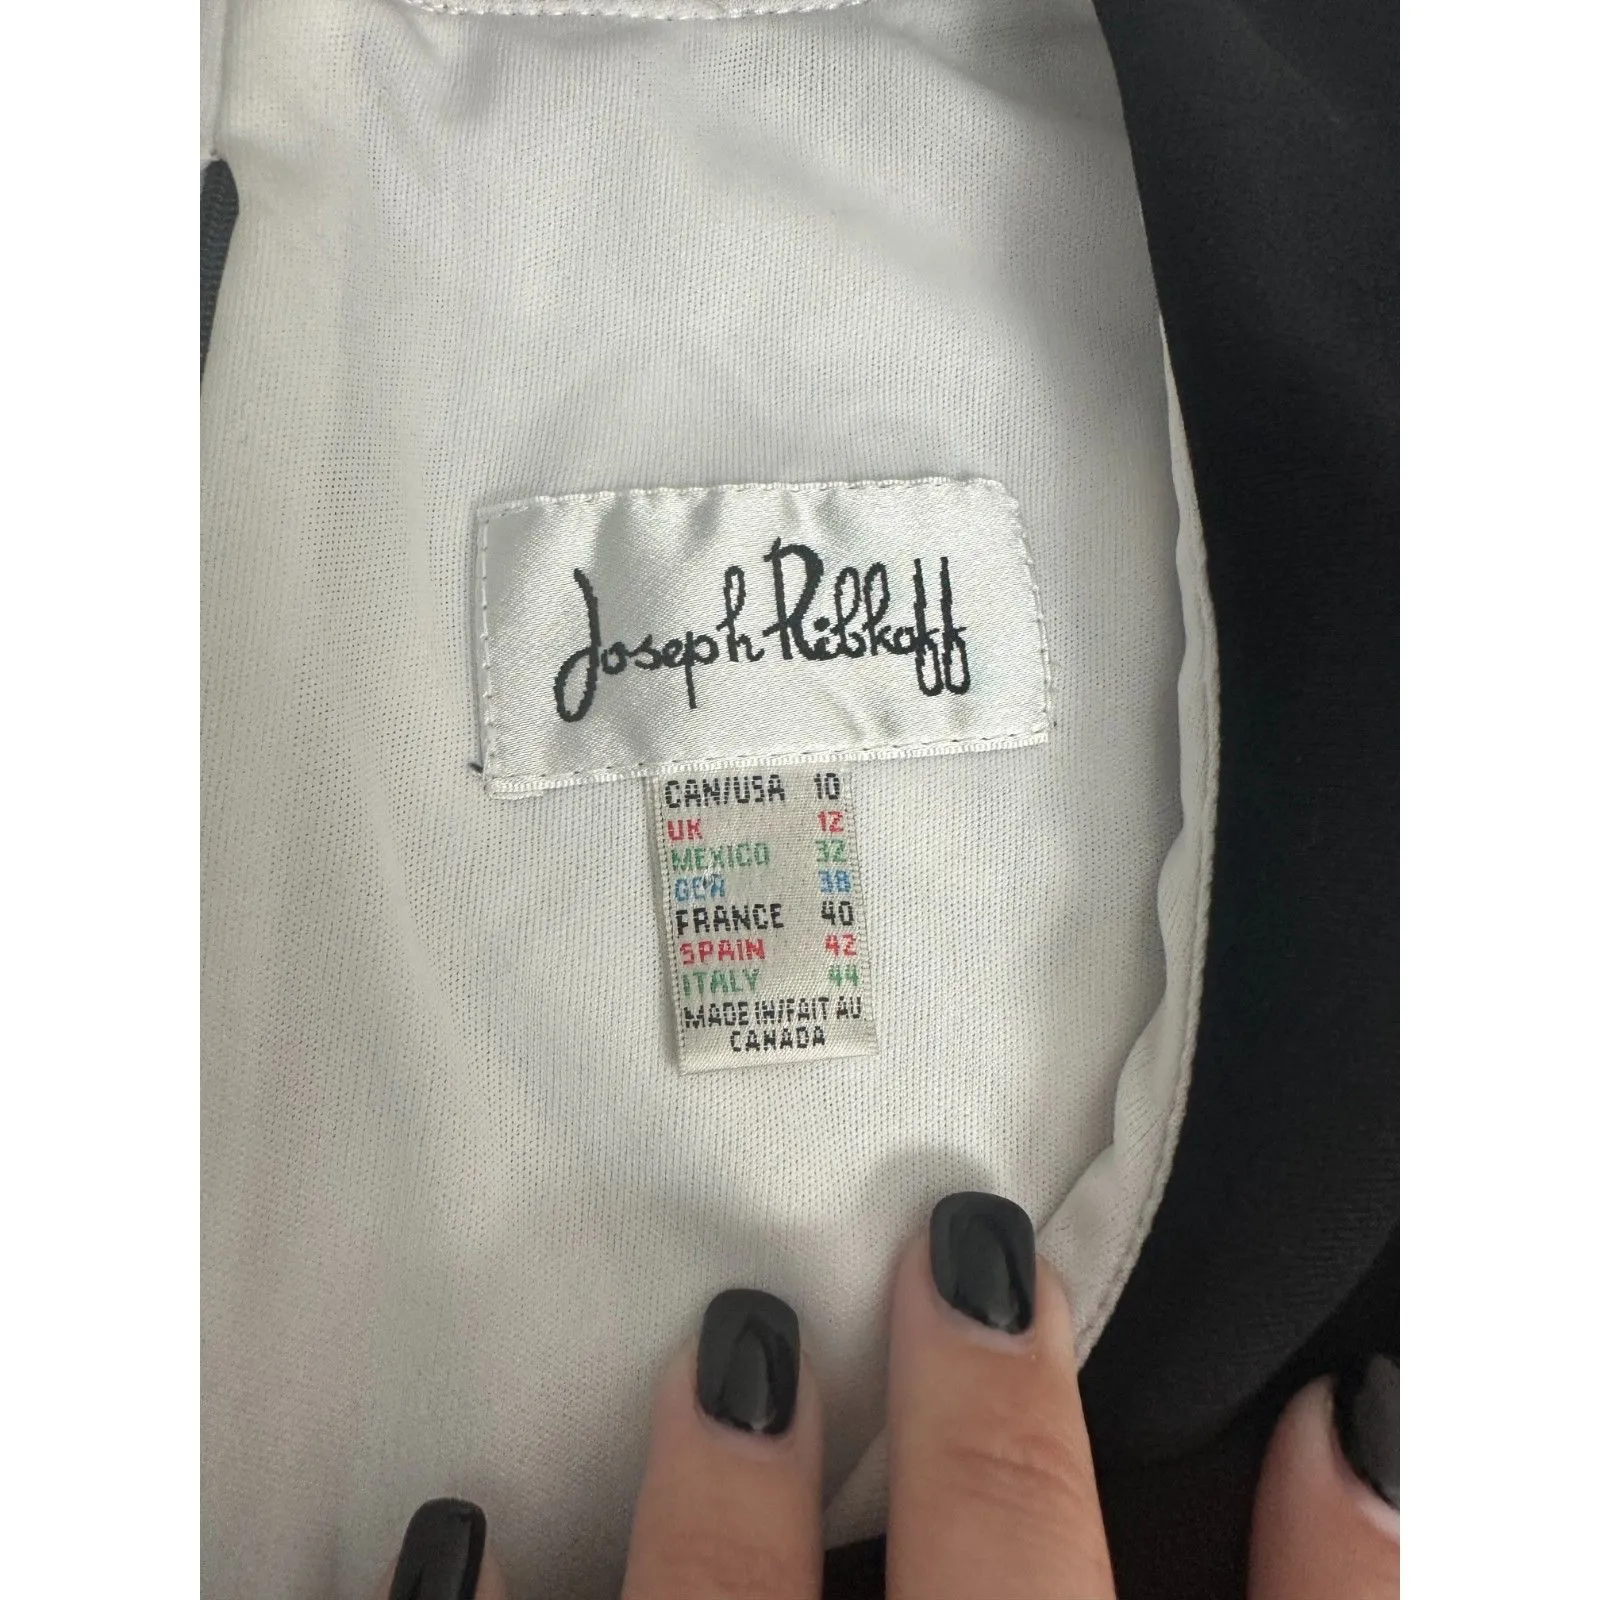 Joseph Ribkoff
CAN/USA 10
UK 12
MEXICO 32
GER 38
FRANCE 40
SPAIN 42
ITALY 44
MADE IN/FAIT AU
CANADA